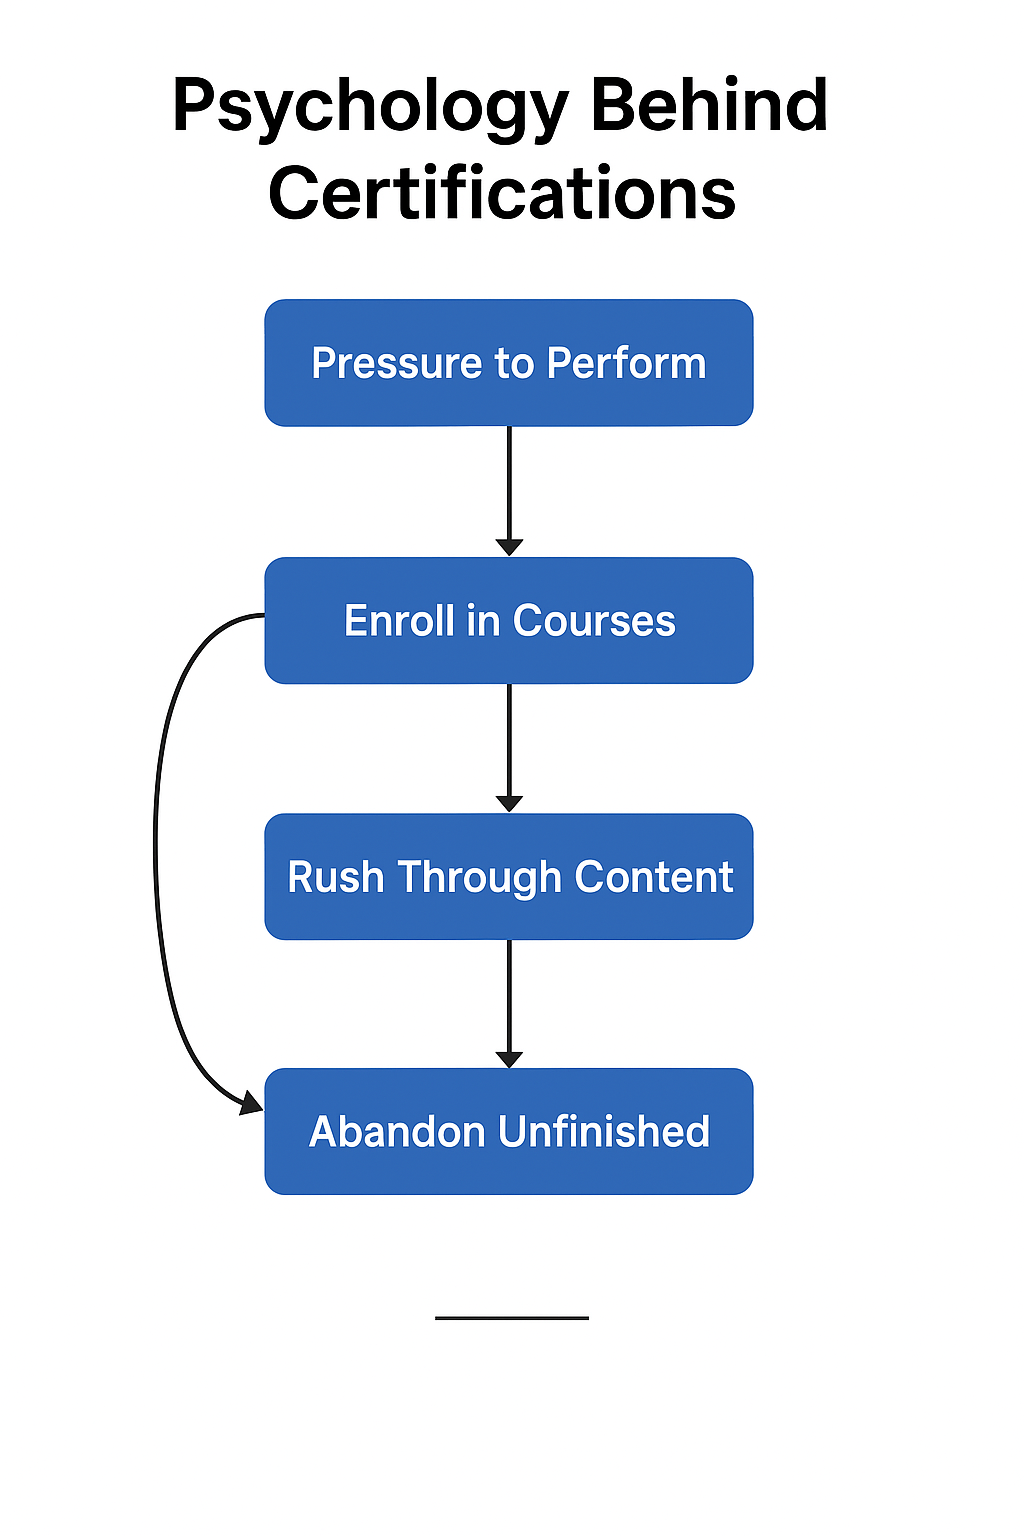 Psychology Behind
Certifications
Pressure to Perform
Enroll in Courses
Rush Through Content
Abandon Unfinished